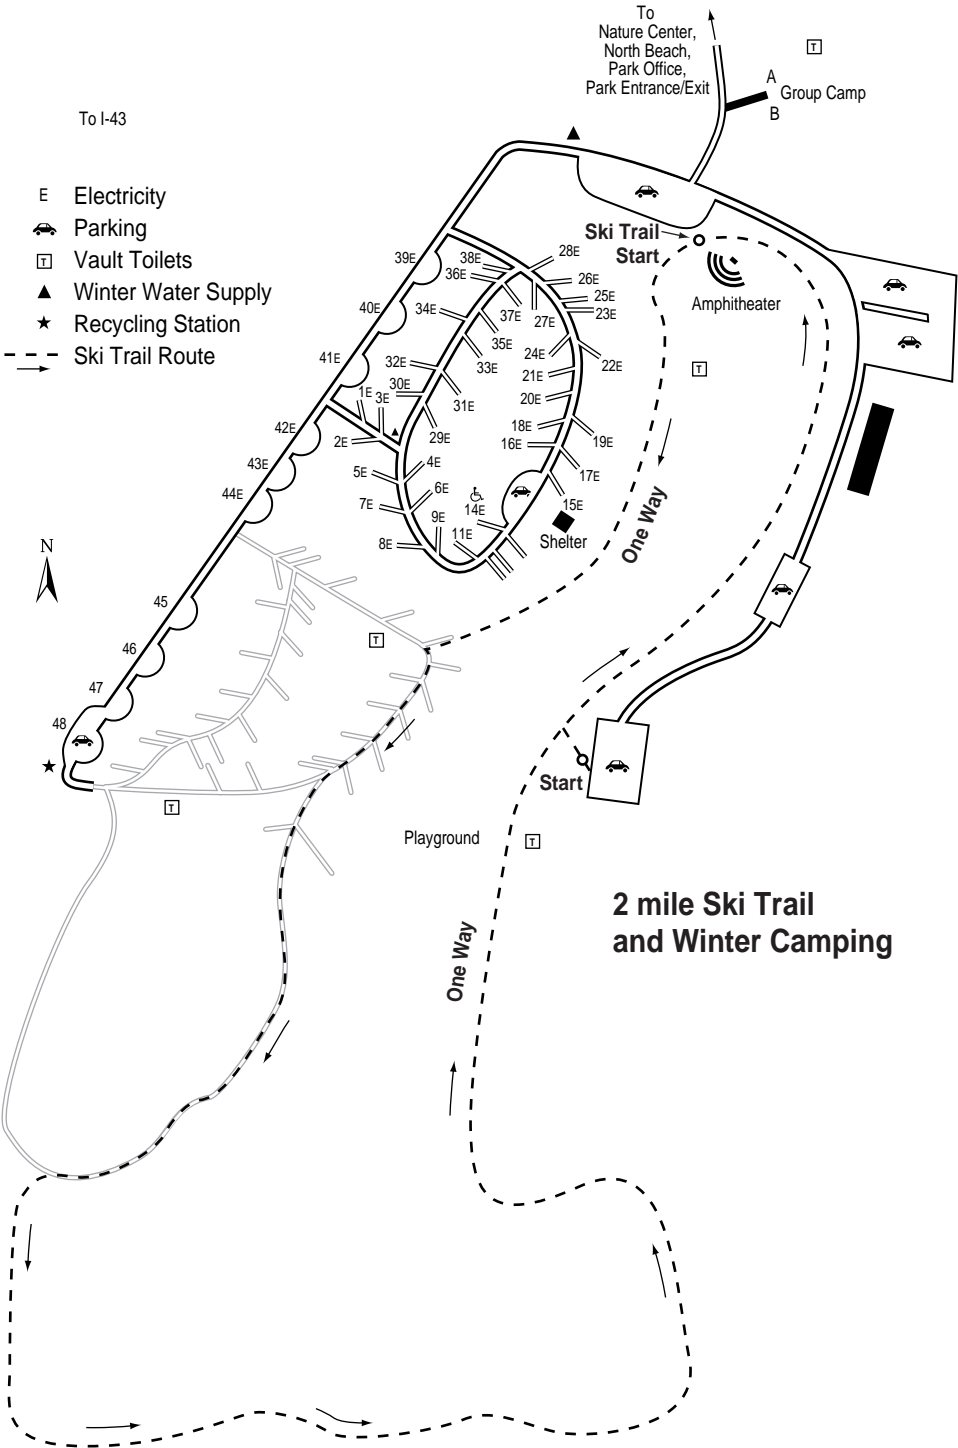 To
Nature Center,
North Beach,
Park Office,
Park Entrance/Exit
T
A
Group Camp
B
To I-43
E Electricity
Parking
T Vault Toilets
Winter Water Supply
Recycling Station
Ski Trail Route
Ski Trail
Start
Amphitheater
39E
38E
36E
28E
26E
25E
23E
40E
34E
37E
27E
35E
33E
24E
22E
41E
32E
30E
31E
21E
20E
T
1E
3E
29E
18E
19E
42E
2E
16E
17E
43E
5E
4E
44E
7E
6E
9E
14E
15E
8E
11E
Shelter
One Way
N
45
46
47
48
T
T
Start
Playground
T
2 mile Ski Trail
and Winter Camping
One Way